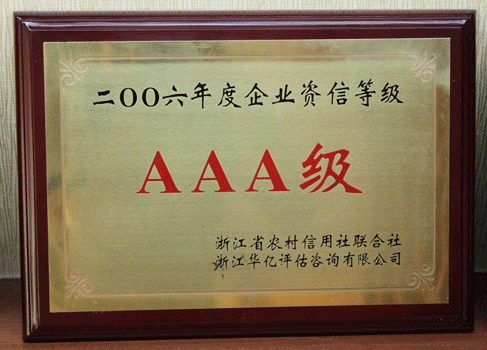 二OO六年度企业资信等级
AAA级
浙江省农村信用社联合社
浙江华亿评估咨询有限公司